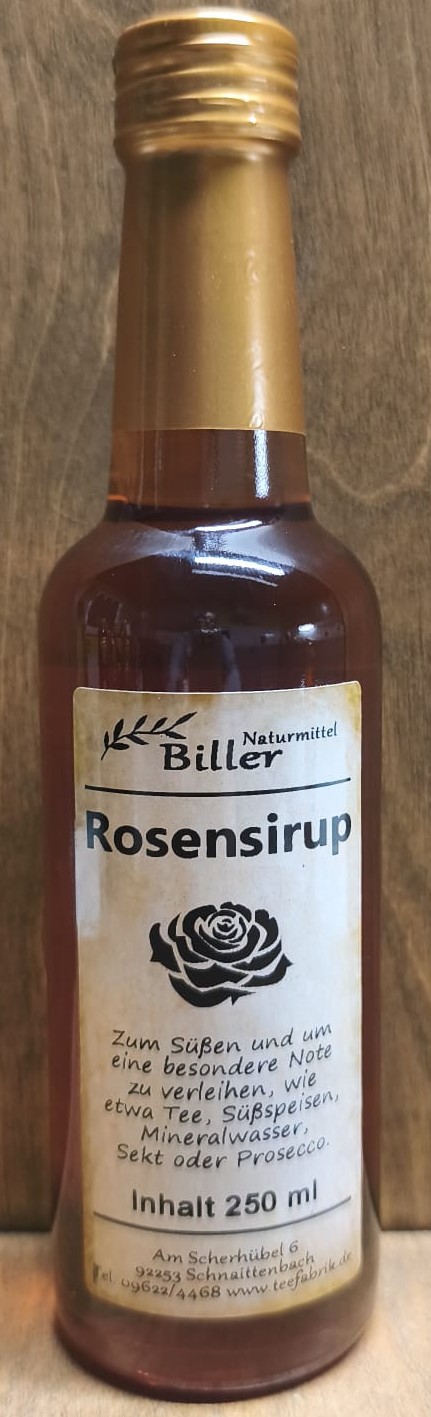 Naturmittel
Biller
Rosensirup
Zum Süßen und um
eine besondere Note
zu verleihen, wie
etwa Tee, Süßspeisen,
Mineralwasser,
Sekt oder Prosecco.
Inhalt 250 ml
Am Scherhübel 6
92253 Schnaittenbach
Tel. 09622/4468 www.teefabrik.de